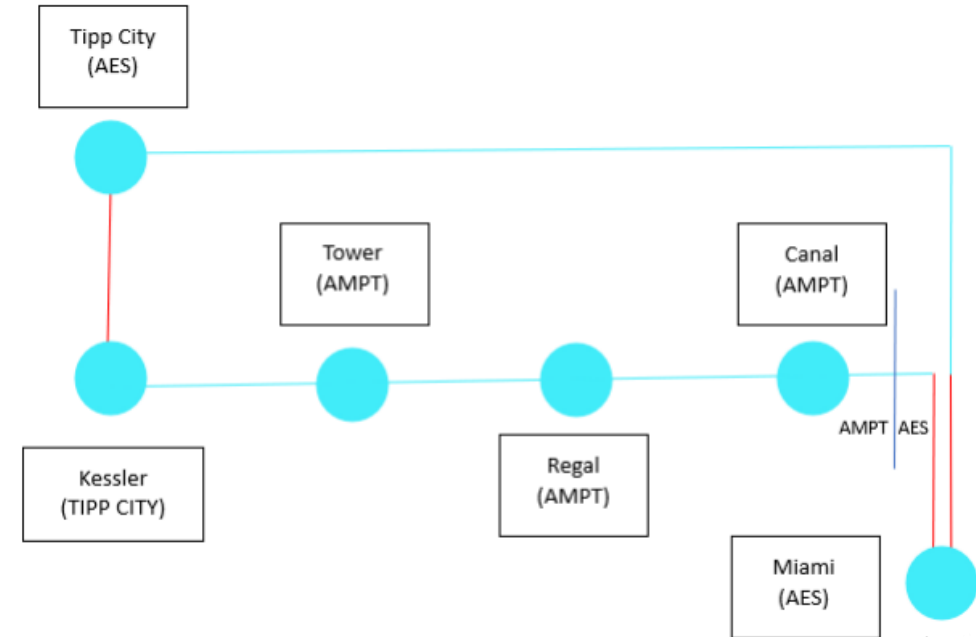 Tipp City
(AES)
Tower
(AMPT)
Canal
(AMPT)
AMPT AES
Kessler
(TIPP CITY)
Regal
(AMPT)
Miami
(AES)